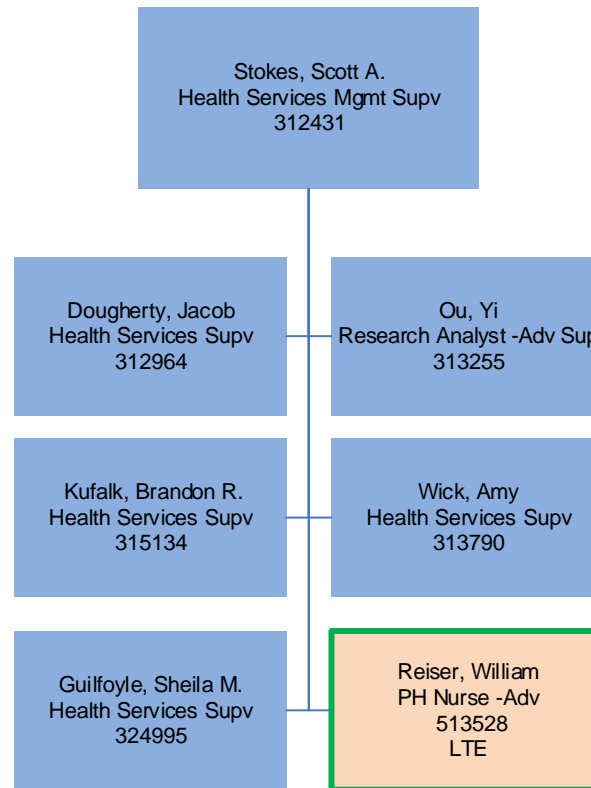 Stokes, Scott A.
Health Services Mgmt Supv
312431
Dougherty, Jacob
Health Services Supv
312964
Ou, Yi
Research Analyst -Adv Sup
313255
Kufalk, Brandon R.
Health Services Supv
315134
Wick, Amy
Health Services Supv
313790
Guilfoyle, Sheila M.
Health Services Supv
324995
Reiser, William
PH Nurse -Adv
513528
LTE